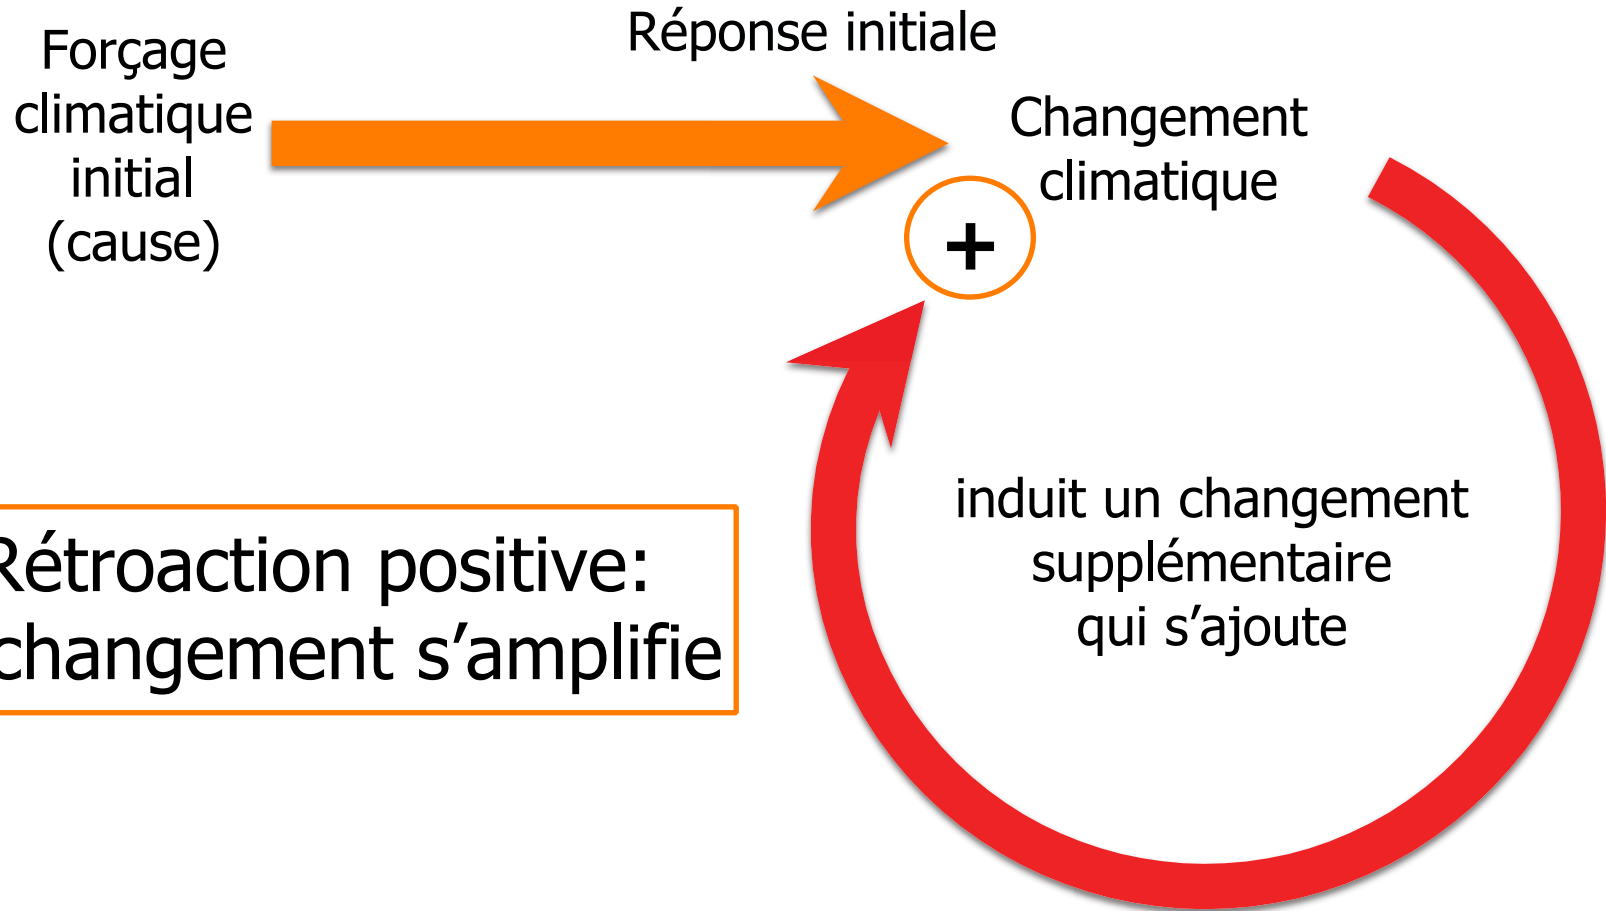 Forçage
climatique
initial
(cause)
Réponse initiale
Changement
climatique
+
induit un changement
supplémentaire
qui s’ajoute
Rétroaction positive:
changement s’amplifie